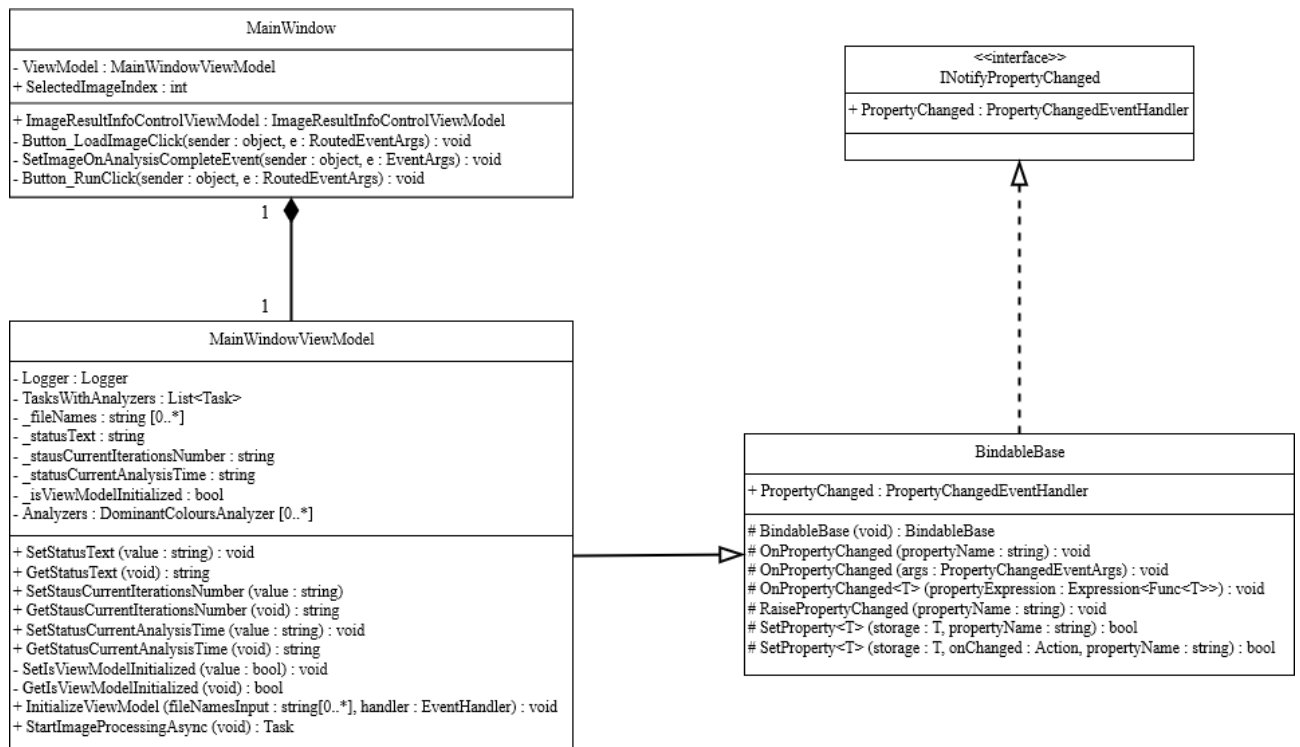 MainWindow
- ViewModel : MainWindowViewModel
+ SelectedImageIndex : int
+ ImageResultInfoControlViewModel : ImageResultInfoControlViewModel
- Button_LoadImageClick(sender : object, e : RoutedEventArgs) : void
- SetImageOnAnalysisCompleteEvent(sender : object, e : EventArgs) : void
- Button_RunClick(sender : object, e : RoutedEventArgs) : void
1
1
MainWindowViewModel
- Logger : Logger
- TasksWithAnalyzers : List<Task>
- _fileNames : string [0..*]
- _statusText : string
- _stausCurrentIterationsNumber : string
- _statusCurrentAnalysisTime : string
- _isViewModelInitialized : bool
- Analyzers : DominantColoursAnalyzer [0..*]
+ SetStatusText (value : string) : void
+ GetStatusText (void) : string
+ SetStausCurrentIterationsNumber (value : string)
+ GetStausCurrentIterationsNumber (void) : string
+ SetStatusCurrentAnalysisTime (value : string) : void
+ GetStatusCurrentAnalysisTime (void) : string
- SetIsViewModelInitialized (value : bool) : void
- GetIsViewModelInitialized (void) : bool
+ InitializeViewModel (fileNamesInput : string[0..*], handler : EventHandler) : void
+ StartImageProcessingAsync (void) : Task
<<interface>>
INotifyPropertyChanged
+ PropertyChanged : PropertyChangedEventHandler
BindableBase
+ PropertyChanged : PropertyChangedEventHandler
# BindableBase (void) : BindableBase
# OnPropertyChanged (propertyName : string) : void
# OnPropertyChanged (args : PropertyChangedEventArgs) : void
# OnPropertyChanged<T> (propertyExpression : Expression<Func<T>>) : void
# RaisePropertyChanged (propertyName : string) : void
# SetProperty<T> (storage : T, propertyName : string) : bool
# SetProperty<T> (storage : T, onChanged : Action, propertyName : string) : bool